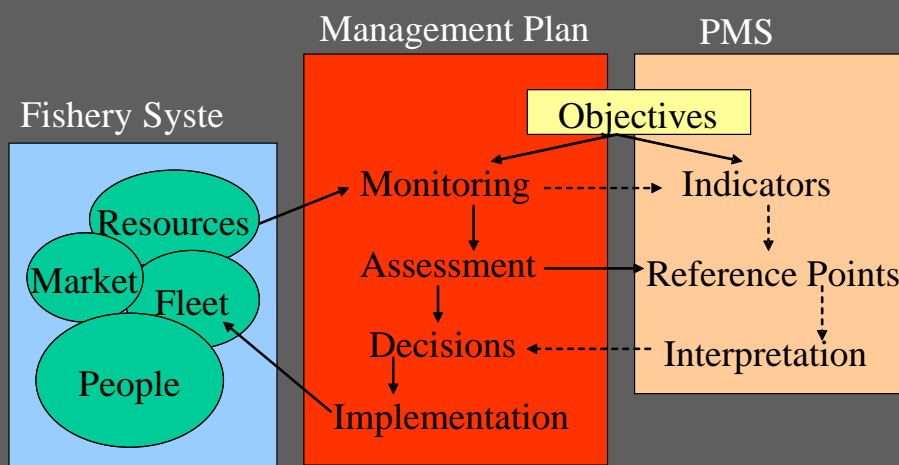 Management Plan
PMS
Fishery Syste
Objectives
Monitoring
Indicators
Resources
Assessment
Reference Points
Market
Fleet
Decisions
Interpretation
People
Implementation